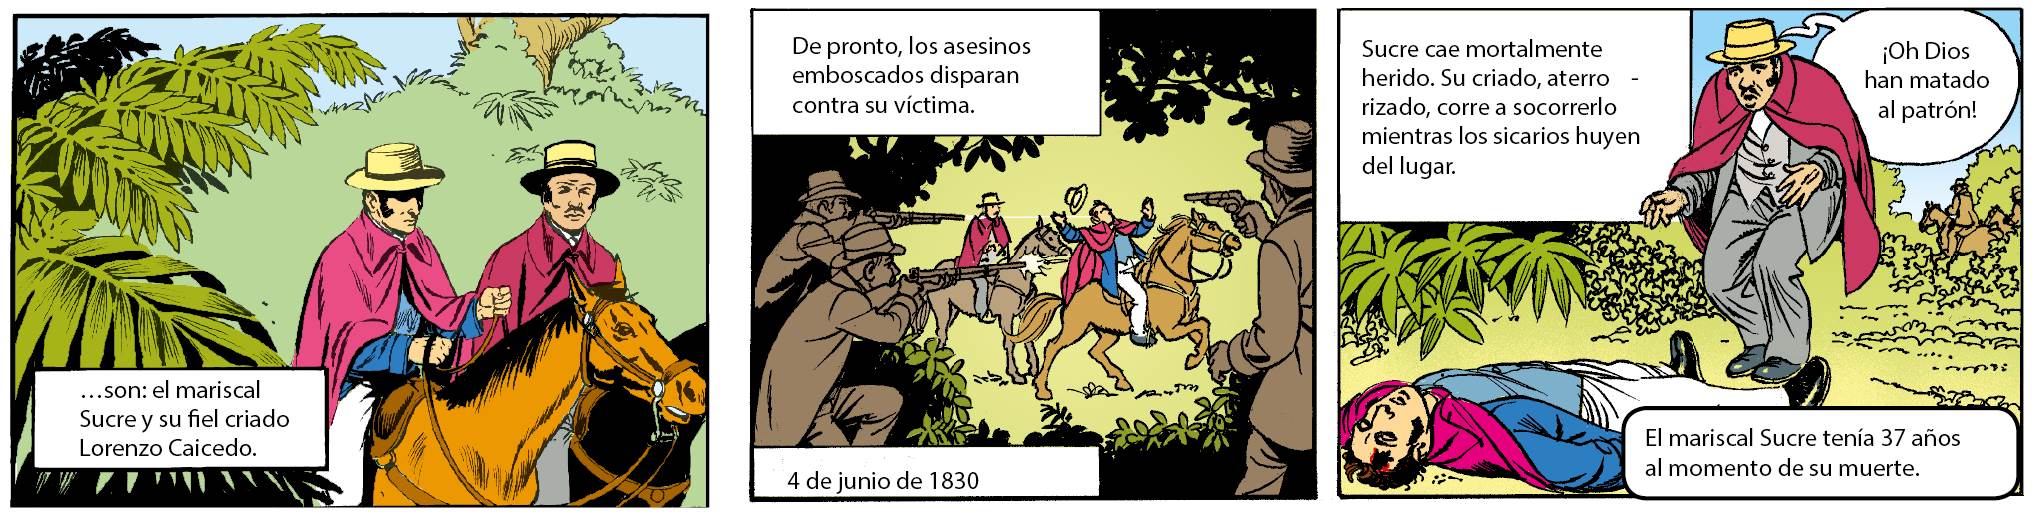 ...son: el mariscal
Sucre y su fiel criado
Lorenzo Caicedo.
De pronto, los asesinos
emboscados disparan
contra su víctima.
4 de junio de 1830
Sucre cae mortalmente
herido. Su criado, aterro -
rizado, corre a socorrerlo
mientras los sicarios huyen
del lugar.
¡Oh Dios
han matado
al patrón!
El mariscal Sucre tenía 37 años
al momento de su muerte.